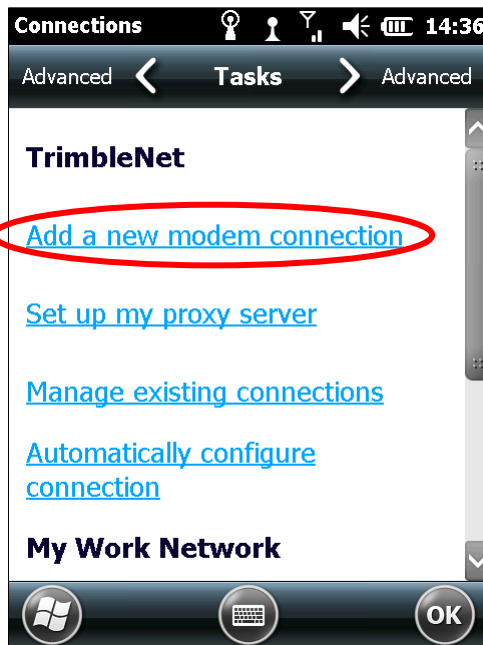 Connections 14:36
Advanced Tasks Advanced
TrimbleNet
Add a new modem connection
Set up my proxy server
Manage existing connections
Automatically configure
connection
My Work Network
OK